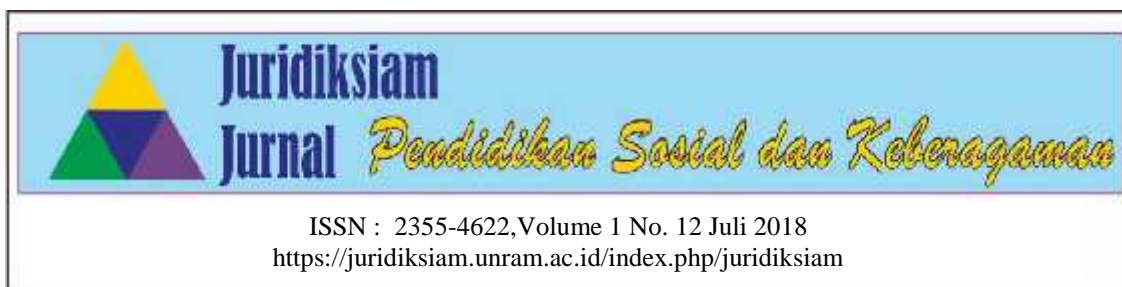 Juridiksiam
Jurnal Pendidikan Sosial dan Keberagaman
ISSN : 2355-4622,Volume 1 No. 12 Juli 2018
https://juridiksiam.unram.ac.id/index.php/juridiksiam